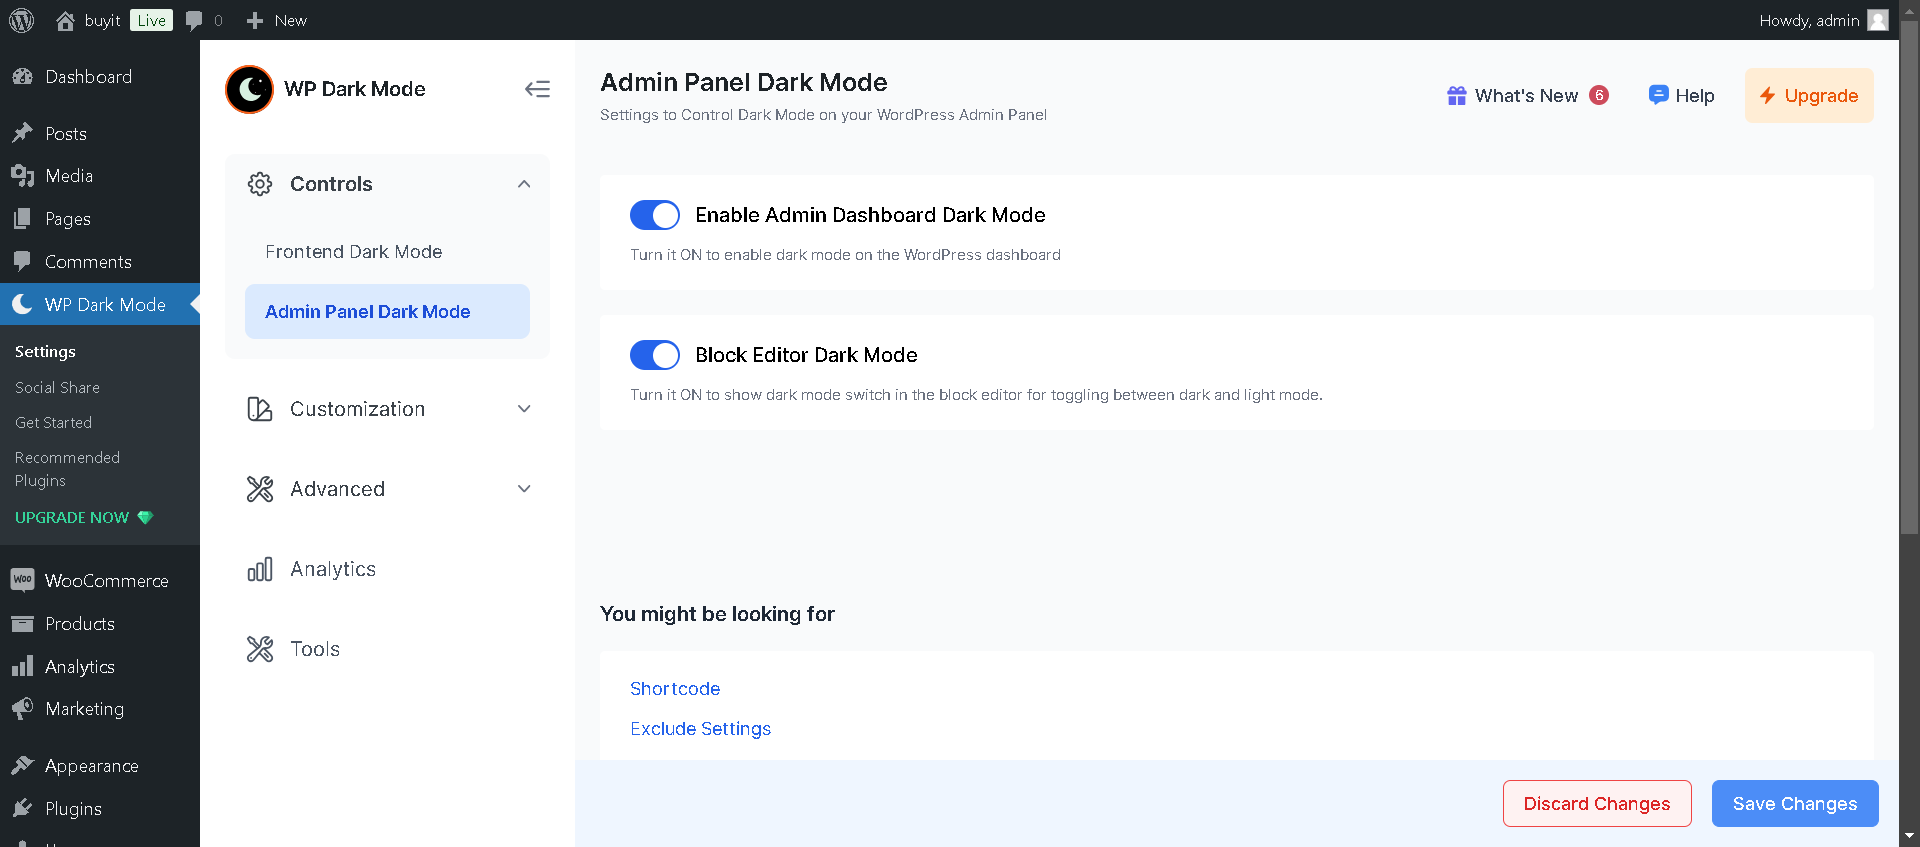 buyit Live 0 New
Howdy, admin
Dashboard
Posts
Media
Pages
Comments
WP Dark Mode
Settings
Social Share
Get Started
Recommended
Plugins
UPGRADE NOW
Woo WooCommerce
Products
Analytics
Marketing
Appearance
Plugins
WP Dark Mode
Controls
Frontend Dark Mode
Admin Panel Dark Mode
Customization
Advanced
Analytics
Tools
Admin Panel Dark Mode
Settings to Control Dark Mode on your WordPress Admin Panel
What's New 6
Help
Upgrade
Enable Admin Dashboard Dark Mode
Turn it ON to enable dark mode on the WordPress dashboard
Block Editor Dark Mode
Turn it ON to show dark mode switch in the block editor for toggling between dark and light mode.
You might be looking for
Shortcode
Exclude Settings
Discard Changes
Save Changes